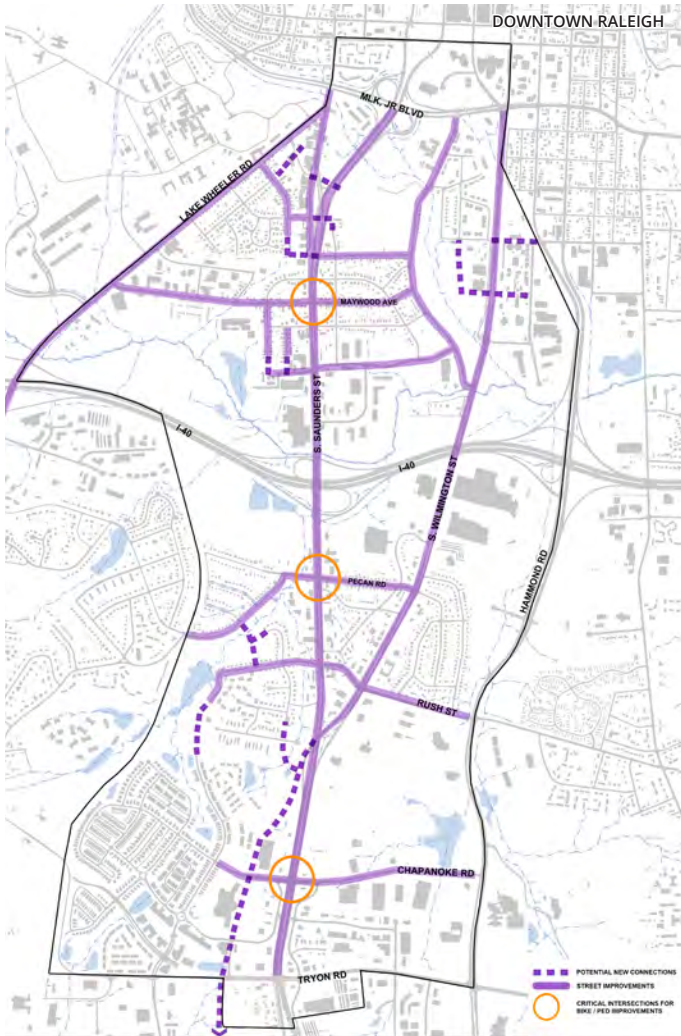 DOWNTOWN RALEIGH
MLK, JR BLVD
LAKE WHEELER RD
MAYWOOD AVE
S. SAUNDERS ST
I-40
I-40
S. WILMINGTON ST
HAMMOND RD
PECAN RD
RUSH ST
CHAPANOKE RD
TRYON RD
POTENTIAL NEW CONNECTIONS
STREET IMPROVEMENTS
CRITICAL INTERSECTIONS FOR
BIKE / PED IMPROVEMENTS